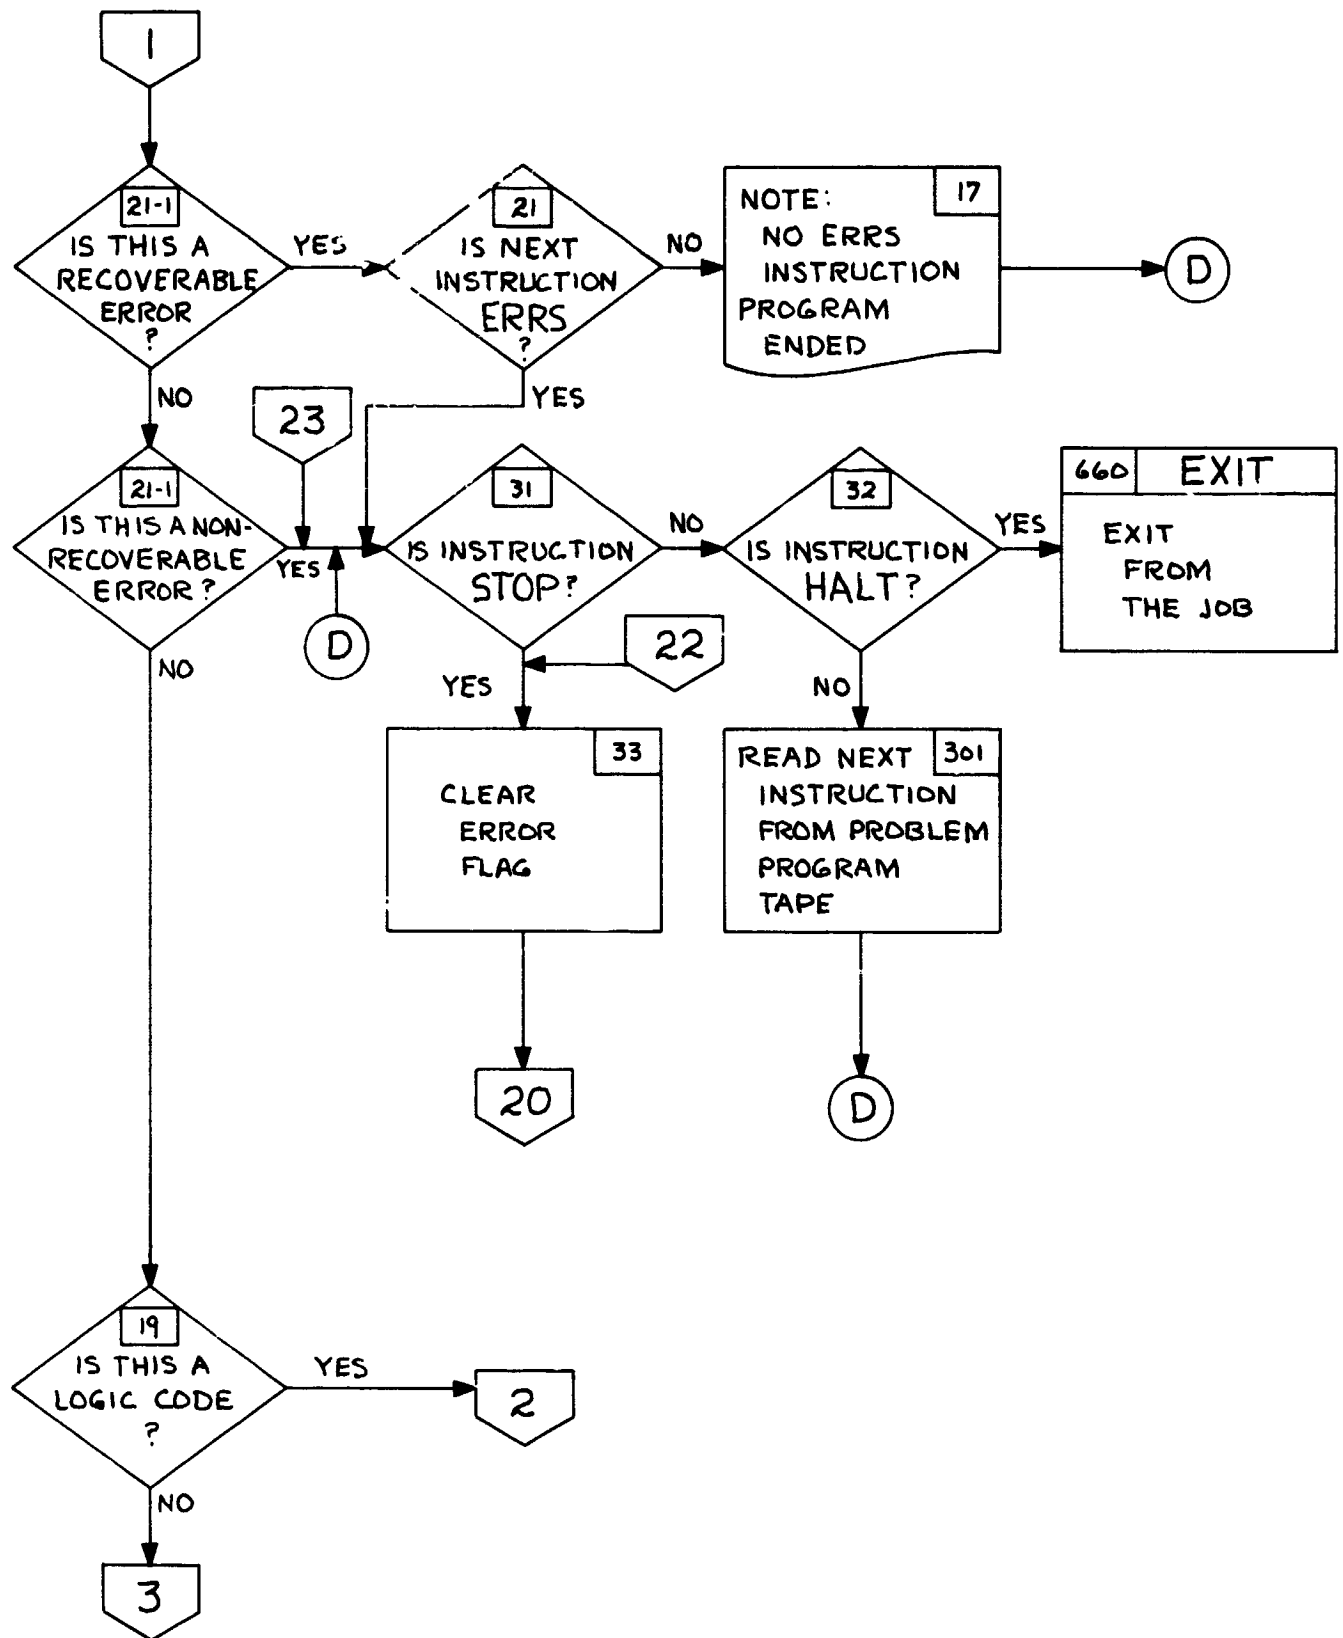 1
21-1
IS THIS A
RECOVERABLE
ERROR
?
YES
NO
21
IS NEXT
INSTRUCTION
ERRS
?
NO
YES
17
NOTE:
NO ERRS
INSTRUCTION
PROGRAM
ENDED
D
23
21-1
IS THIS A NON-
RECOVERABLE
ERROR?
YES
NO
D
31
IS INSTRUCTION
STOP?
NO
YES
22
32
IS INSTRUCTION
HALT?
YES
NO
660 EXIT
EXIT
FROM
THE JOB
33
CLEAR
ERROR
FLAG
301
READ NEXT
INSTRUCTION
FROM PROBLEM
PROGRAM
TAPE
20
D
19
IS THIS A
LOGIC CODE
?
YES
2
NO
3